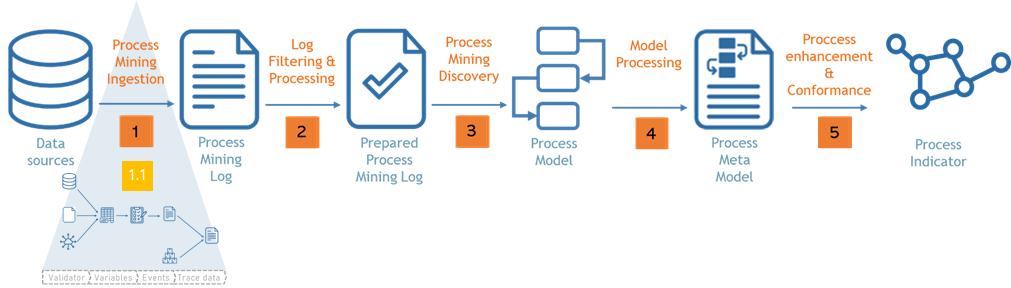 Process
Mining
Ingestion
1
1.1
Data
sources
Process
Mining
Log
Log
Filtering &
Processing
2
Prepared
Process
Mining Log
Process
Mining
Discovery
3
Process
Model
Model
Processing
4
Process
Meta
Model
Proccess
enhancement
&
Conformance
5
Process
Indicator
Validator
Variables
Events
Trace data